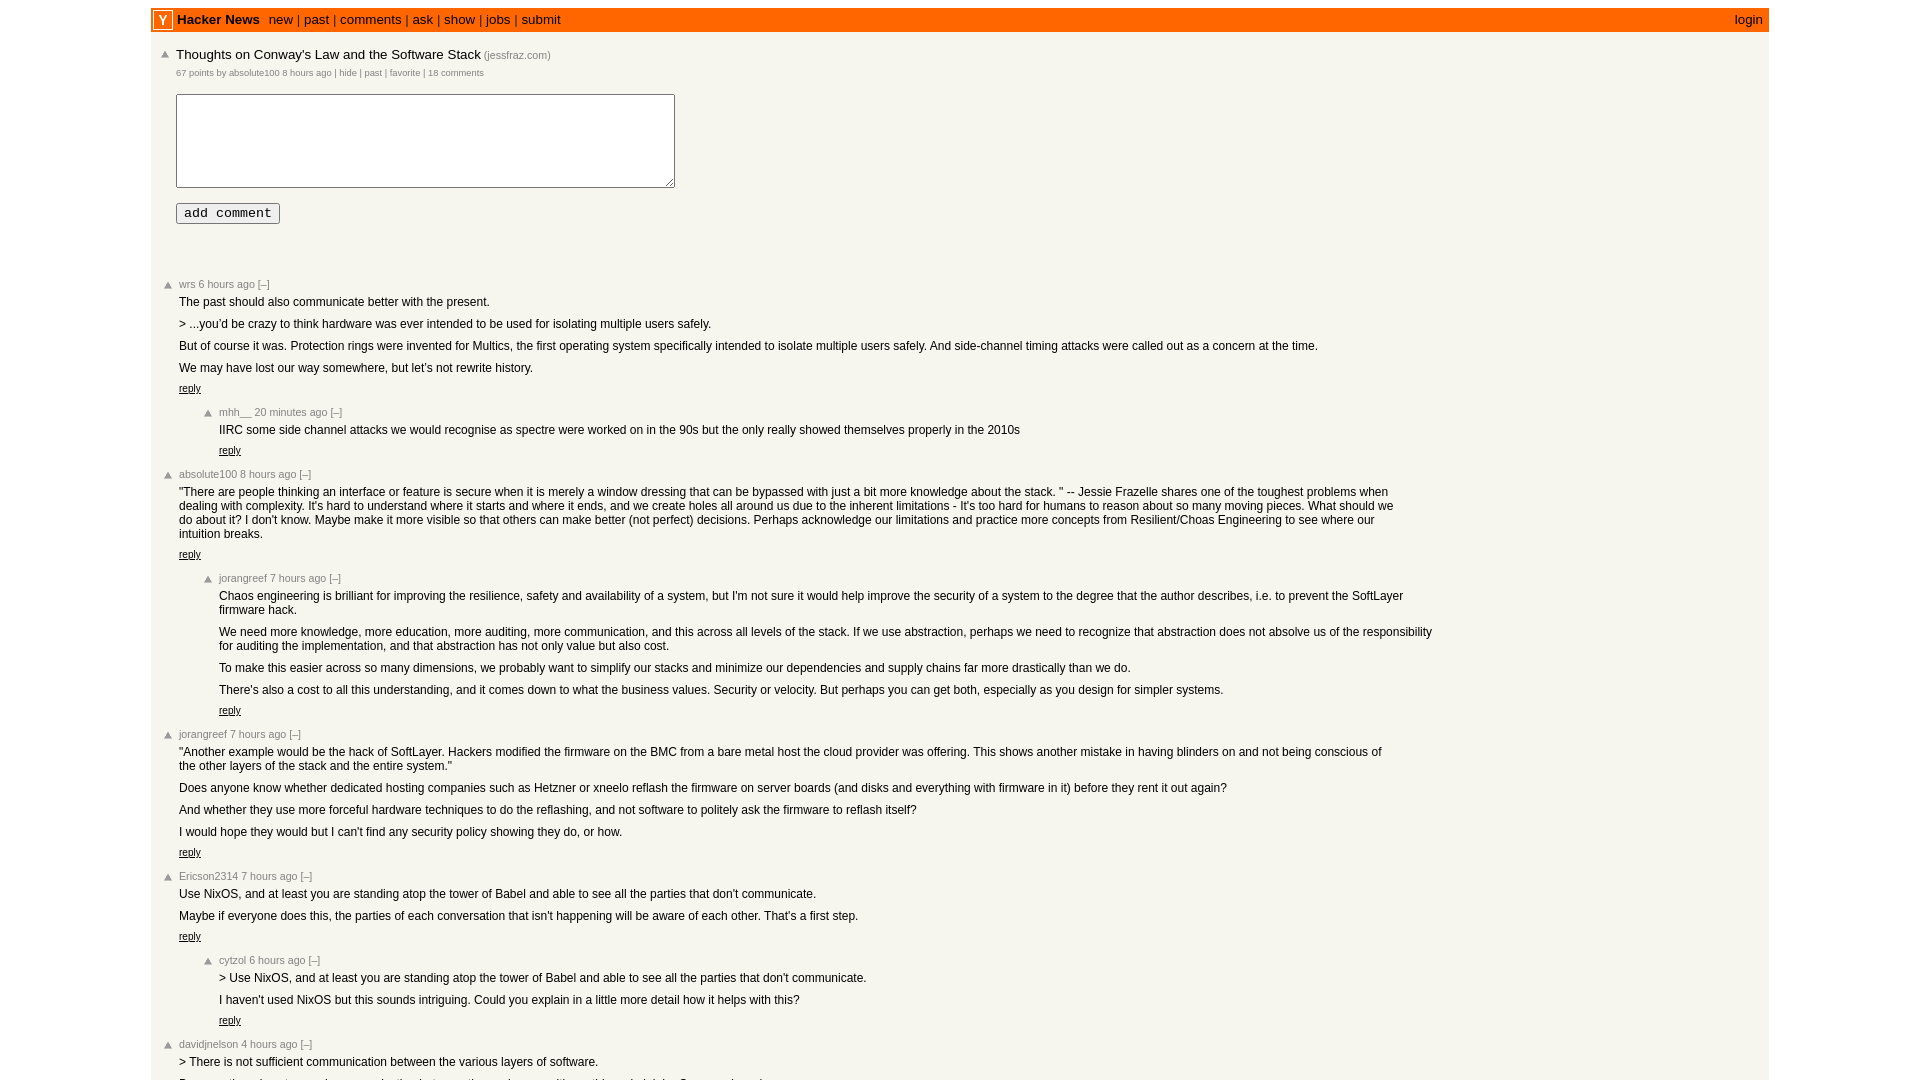 Y Hacker News new | past | comments | ask | show | jobs | submit login
Thoughts on Conway's Law and the Software Stack (jessfraz.com)
67 points by absolute100 8 hours ago | hide | past | favorite | 18 comments
add comment
wrs 6 hours ago [–]
The past should also communicate better with the present.
> ...you’d be crazy to think hardware was ever intended to be used for isolating multiple users safely.
But of course it was. Protection rings were invented for Multics, the first operating system specifically intended to isolate multiple users safely. And side-channel timing attacks were called out as a concern at the time.
We may have lost our way somewhere, but let’s not rewrite history.
reply
mhh__ 20 minutes ago [–]
IIRC some side channel attacks we would recognise as spectre were worked on in the 90s but the only really showed themselves properly in the 2010s
reply
absolute100 8 hours ago [–]
"There are people thinking an interface or feature is secure when it is merely a window dressing that can be bypassed with just a bit more knowledge about the stack. " -- Jessie Frazelle shares one of the toughest problems when
dealing with complexity. It's hard to understand where it starts and where it ends, and we create holes all around us due to the inherent limitations - It's too hard for humans to reason about so many moving pieces. What should we
do about it? I don't know. Maybe make it more visible so that others can make better (not perfect) decisions. Perhaps acknowledge our limitations and practice more concepts from Resilient/Choas Engineering to see where our
intuition breaks.
reply
jorangreef 7 hours ago [–]
Chaos engineering is brilliant for improving the resilience, safety and availability of a system, but I'm not sure it would help improve the security of a system to the degree that the author describes, i.e. to prevent the SoftLayer
firmware hack.
We need more knowledge, more education, more auditing, more communication, and this across all levels of the stack. If we use abstraction, perhaps we need to recognize that abstraction does not absolve us of the responsibility
for auditing the implementation, and that abstraction has not only value but also cost.
To make this easier across so many dimensions, we probably want to simplify our stacks and minimize our dependencies and supply chains far more drastically than we do.
There's also a cost to all this understanding, and it comes down to what the business values. Security or velocity. But perhaps you can get both, especially as you design for simpler systems.
reply
jorangreef 7 hours ago [–]
"Another example would be the hack of SoftLayer. Hackers modified the firmware on the BMC from a bare metal host the cloud provider was offering. This shows another mistake in having blinders on and not being conscious of
the other layers of the stack and the entire system."
Does anyone know whether dedicated hosting companies such as Hetzner or xneelo reflash the firmware on server boards (and disks and everything with firmware in it) before they rent it out again?
And whether they use more forceful hardware techniques to do the reflashing, and not software to politely ask the firmware to reflash itself?
I would hope they would but I can't find any security policy showing they do, or how.
reply
Ericson2314 7 hours ago [–]
Use NixOS, and at least you are standing atop the tower of Babel and able to see all the parties that don't communicate.
Maybe if everyone does this, the parties of each conversation that isn't happening will be aware of each other. That's a first step.
reply
cytzol 6 hours ago [–]
> Use NixOS, and at least you are standing atop the tower of Babel and able to see all the parties that don't communicate.
I haven't used NixOS but this sounds intriguing. Could you explain in a little more detail how it helps with this?
reply
davidjnelson 4 hours ago [–]
> There is not sufficient communication between the various layers of software.